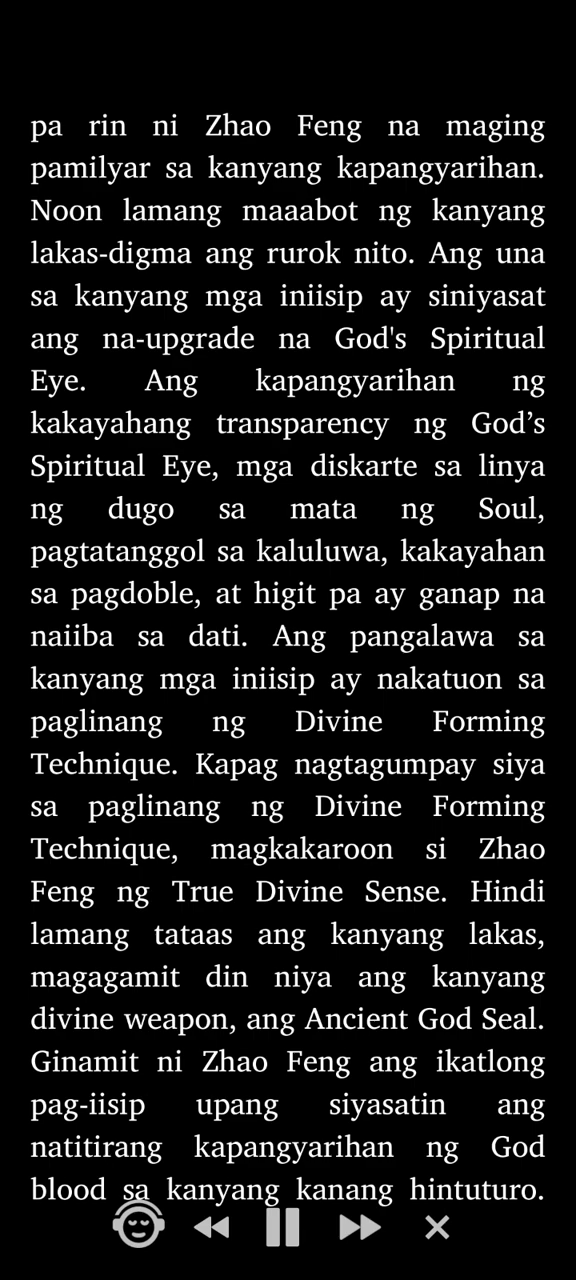 pa rin ni Zhao Feng na maging
pamilyar sa kanyang kapangyarihan.
Noon lamang maaabot ng kanyang
lakas-digma ang rurok nito. Ang una
sa kanyang mga iniisip ay siniyasat
ang na-upgrade na God's Spiritual
Eye. Ang kapangyarihan ng
kakayahang transparency ng God’s
Spiritual Eye, mga diskarte sa linya
ng dugo sa mata ng Soul,
pagtatanggol sa kaluluwa, kakayahan
sa pagdoble, at higit pa ay ganap na
naiiba sa dati. Ang pangalawa sa
kanyang mga iniisip ay nakatuon sa
paglinang ng Divine Forming
Technique. Kapag nagtagumpay siya
sa paglinang ng Divine Forming
Technique, magkakaroon si Zhao
Feng ng True Divine Sense. Hindi
lamang tataas ang kanyang lakas,
magagamit din niya ang kanyang
divine weapon, ang Ancient God Seal.
Ginamit ni Zhao Feng ang ikatlong
pag-iisip upang siyasatin ang
natitirang kapangyarihan ng God
blood sa kanyang kanang hintuturo.